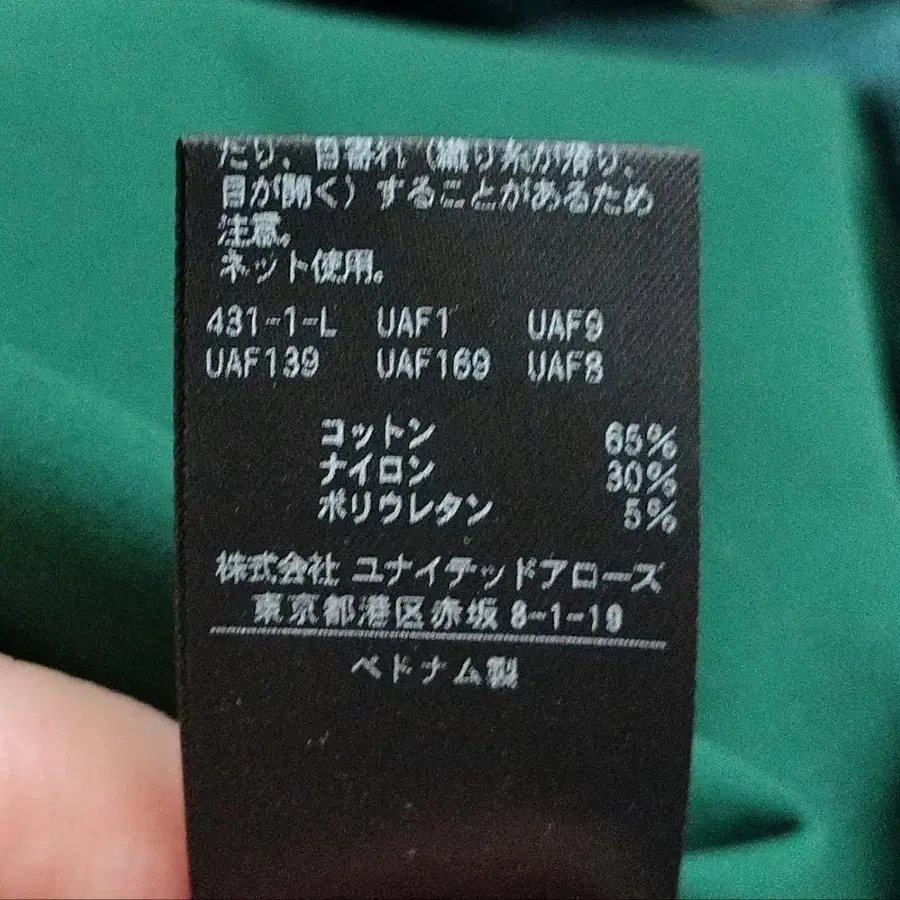 たり、目寄れ（織り糸が滑り、
目が開く）することがあるため
注意。
ネット使用。
431-1-L UAF1 UAF9
UAF139 UAF169 UAF8
コットン 65%
ナイロン 30%
ポリウレタン 5%
株式会社 ユナイテッドアローズ
東京都港区赤坂 8-1-19
ベトナム製